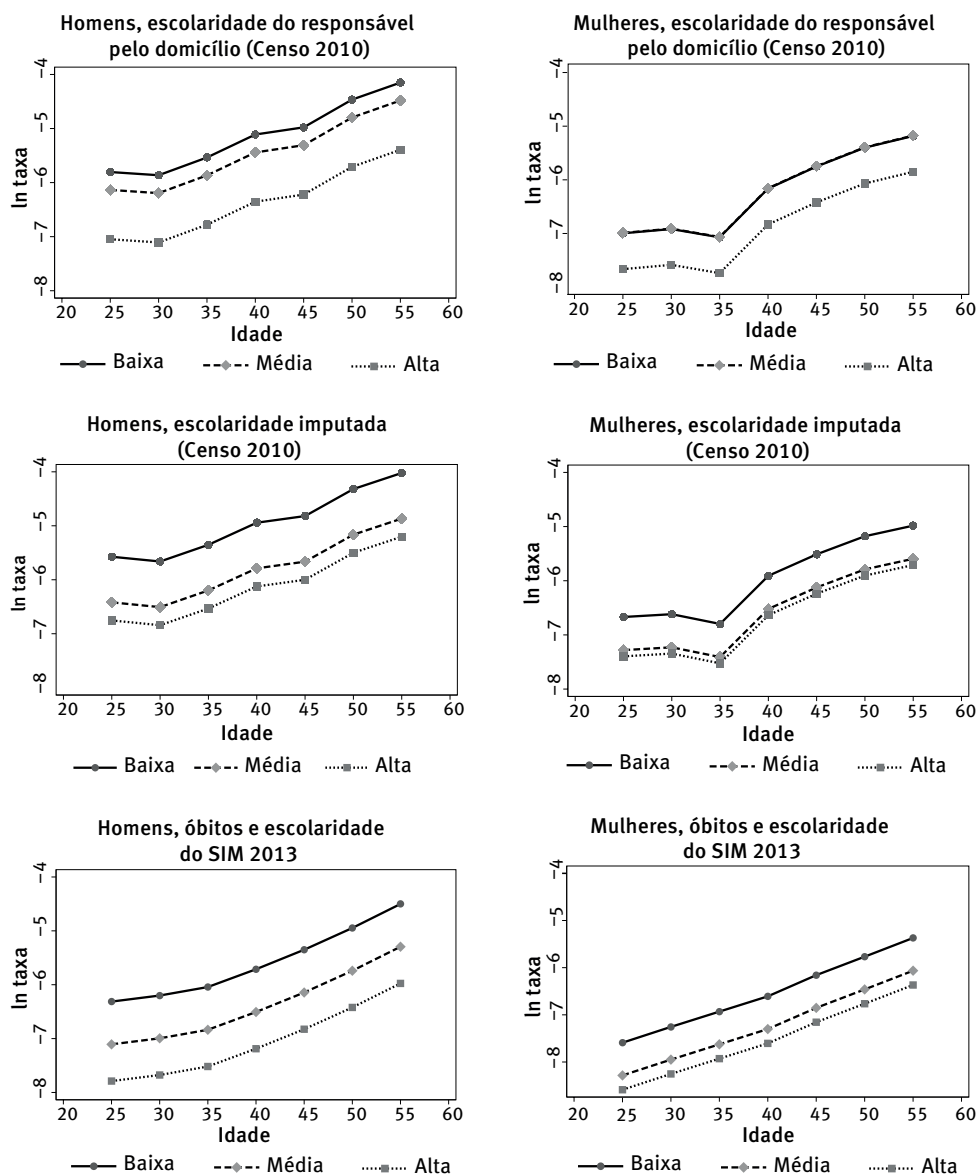 Homens, escolaridade do responsável
pelo domicílio (Censo 2010)
ln taxa
−4
−5
−6
−7
−8
20 25 30 35 40 45 50 55 60
Idade
Baixa Média Alta
Mulheres, escolaridade do responsável
pelo domicílio (Censo 2010)
ln taxa
−4
−5
−6
−7
−8
20 25 30 35 40 45 50 55 60
Idade
Baixa Média Alta
Homens, escolaridade imputada
(Censo 2010)
ln taxa
−4
−5
−6
−7
−8
20 25 30 35 40 45 50 55 60
Idade
Baixa Média Alta
Mulheres, escolaridade imputada
(Censo 2010)
ln taxa
−4
−5
−6
−7
−8
20 25 30 35 40 45 50 55 60
Idade
Baixa Média Alta
Homens, óbitos e escolaridade
do SIM 2013
ln taxa
−4
−5
−6
−7
−8
20 25 30 35 40 45 50 55 60
Idade
Baixa Média Alta
Mulheres, óbitos e escolaridade
do SIM 2013
ln taxa
−4
−5
−6
−7
−8
20 25 30 35 40 45 50 55 60
Idade
Baixa Média Alta